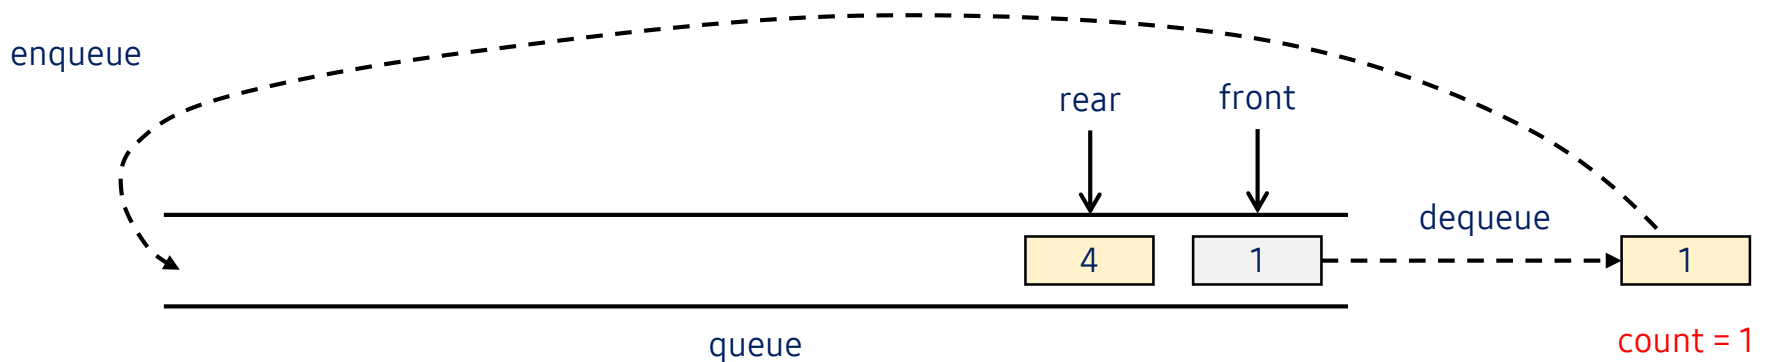 enqueue
rear
front
dequeue
4
1
1
queue
count = 1